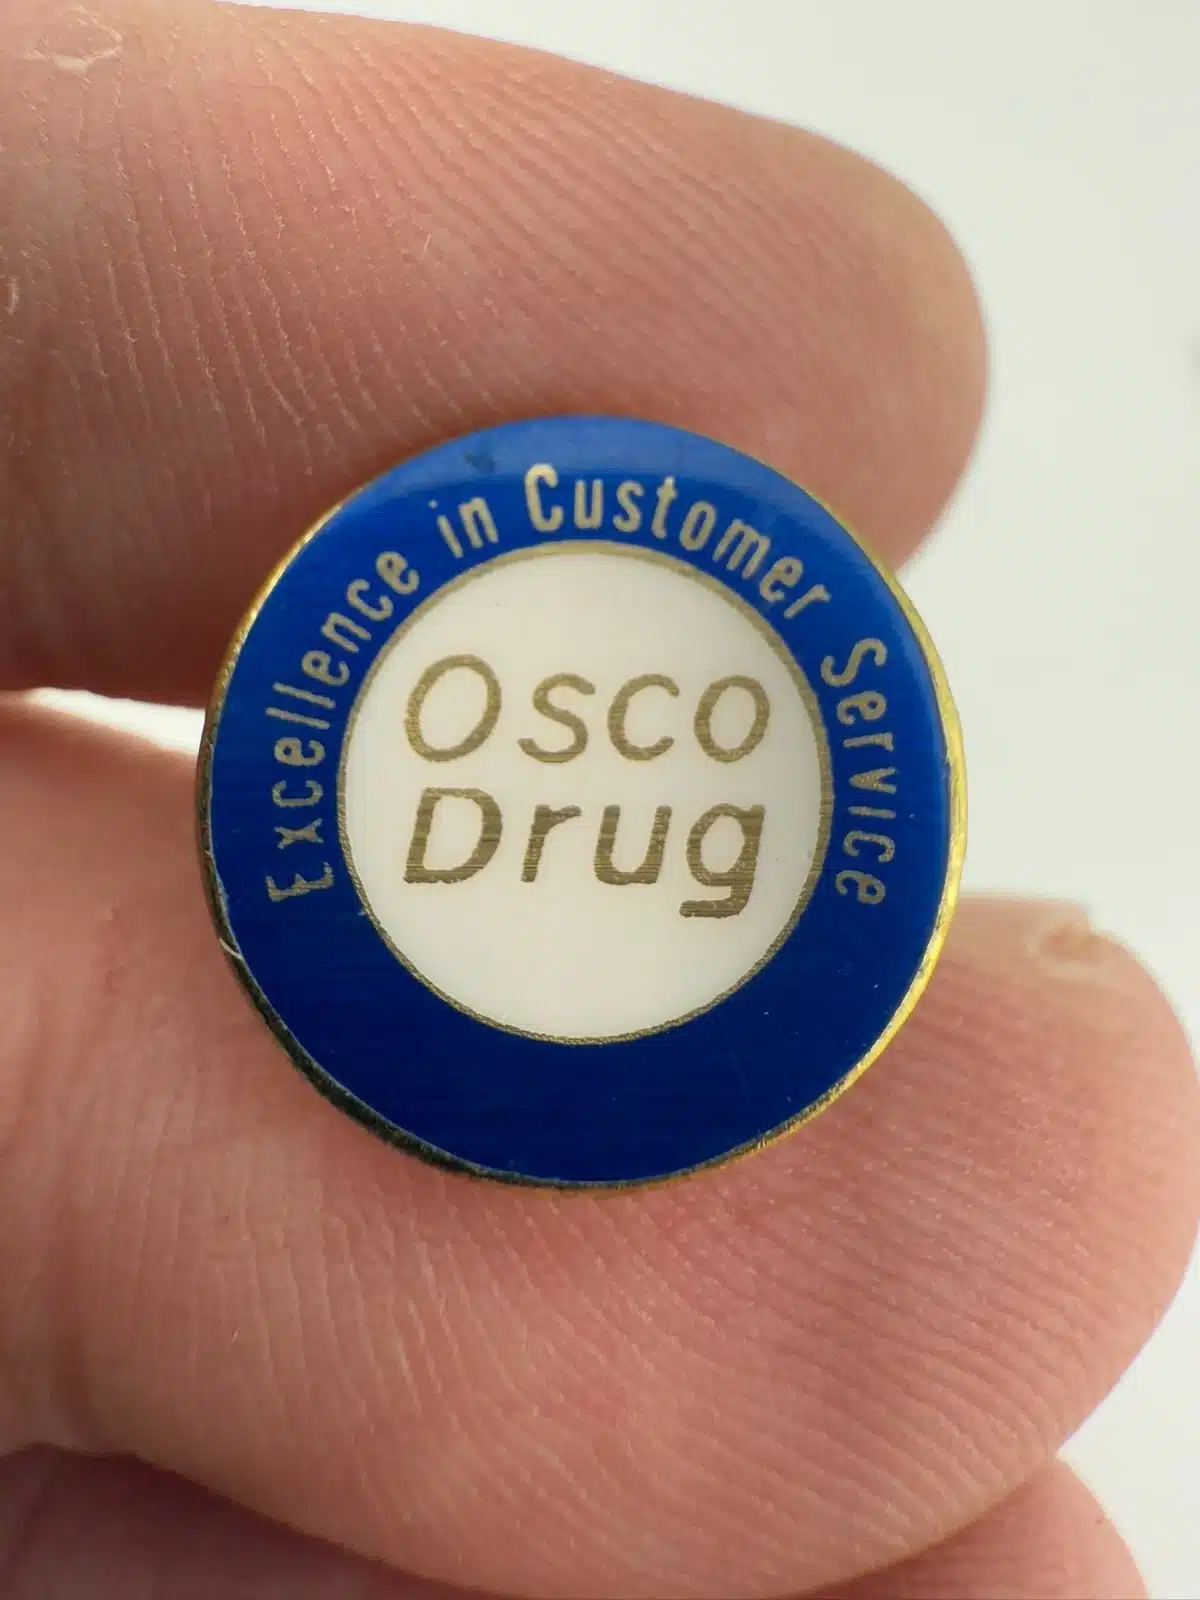 Excellence in Customer Service
Osco
Drug